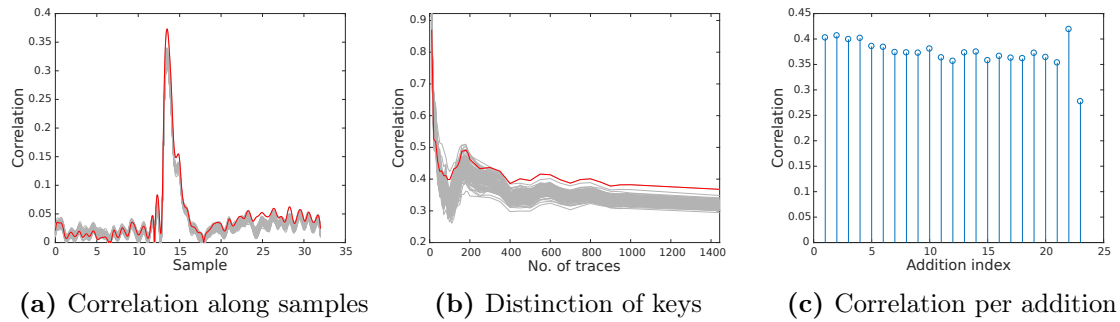 0.4
0.35
0.3
0.25
0.2
0.15
0.1
0.05
0
Correlation
0 5 10 15 20 25 30 35
Sample
0.9
0.8
0.7
0.6
0.5
0.4
0.3
0.2
Correlation
0 200 400 600 800 1000 1200 1400
No. of traces
0.45
0.4
0.35
0.3
0.25
0.2
0.15
0.1
0.05
0
Correlation
0 5 10 15 20 25
Addition index
(a) Correlation along samples
(b) Distinction of keys
(c) Correlation per addition